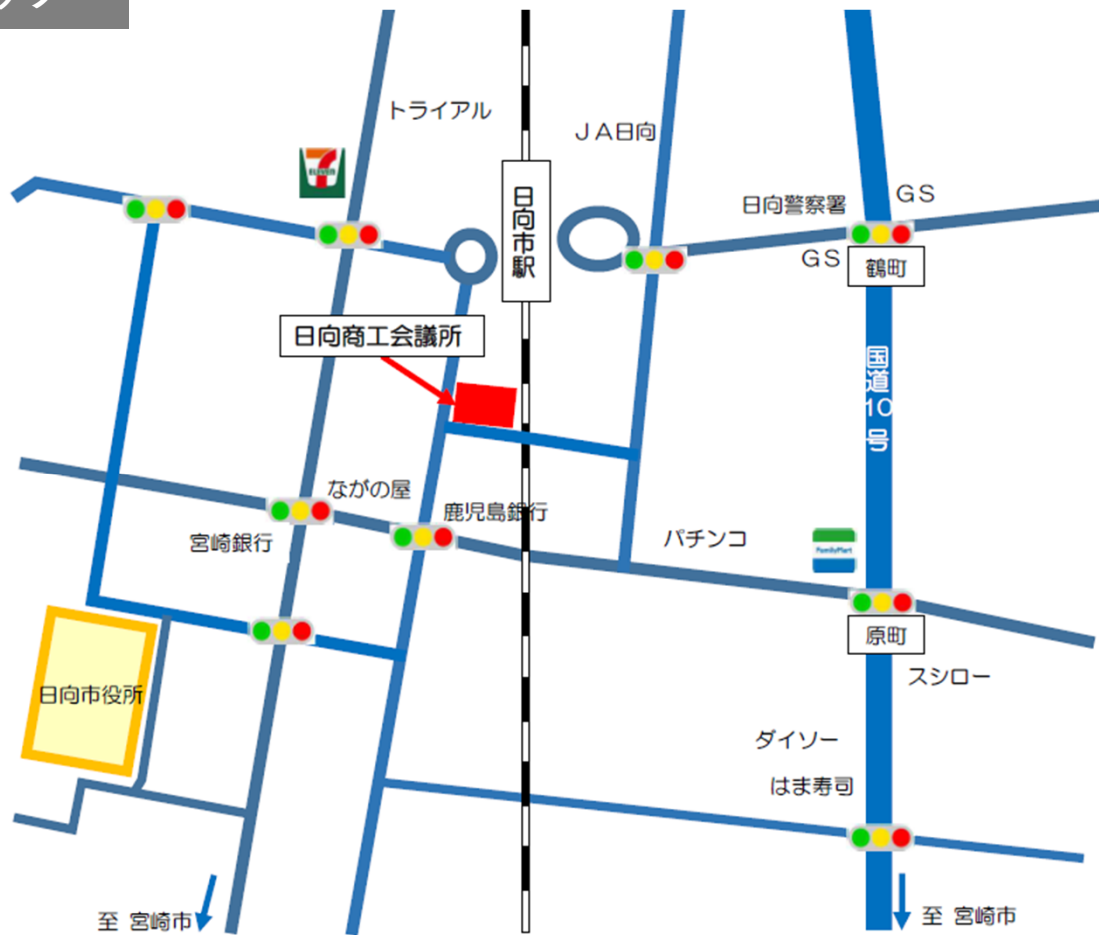 トライアル
JA日向
7
ELEVEN
日向市駅
日向警察署
GS
GS
鶴町
日向商工会議所
国道10号
ながの屋
鹿児島銀行
宮崎銀行
パチンコ
FamilyMart
原町
スシロー
日向市役所
ダイソー
はま寿司
至 宮崎市
至 宮崎市